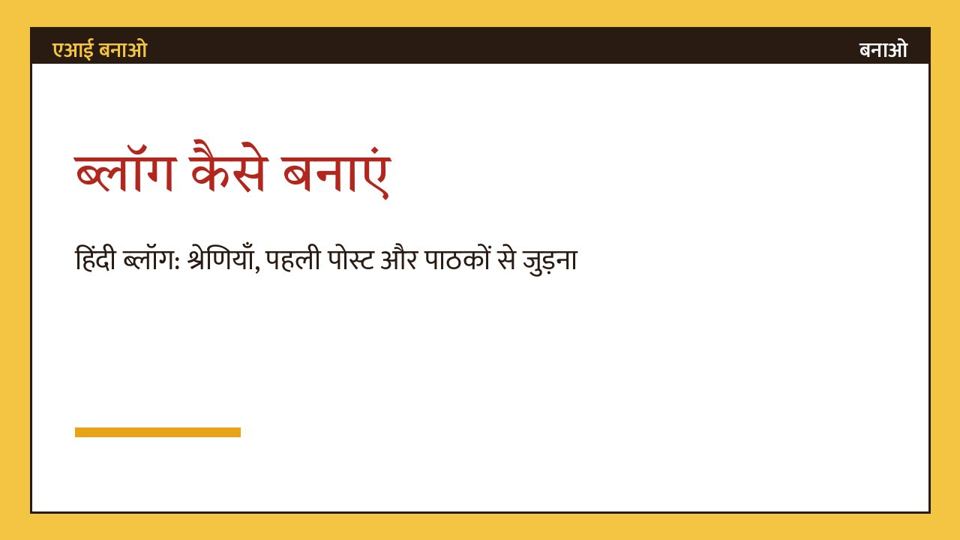 एआई बनाओ
बनाओ
ब्लॉग कैसे बनाएं
हिंदी ब्लॉग: श्रेणियाँ, पहली पोस्ट और पाठकों से जुड़ना